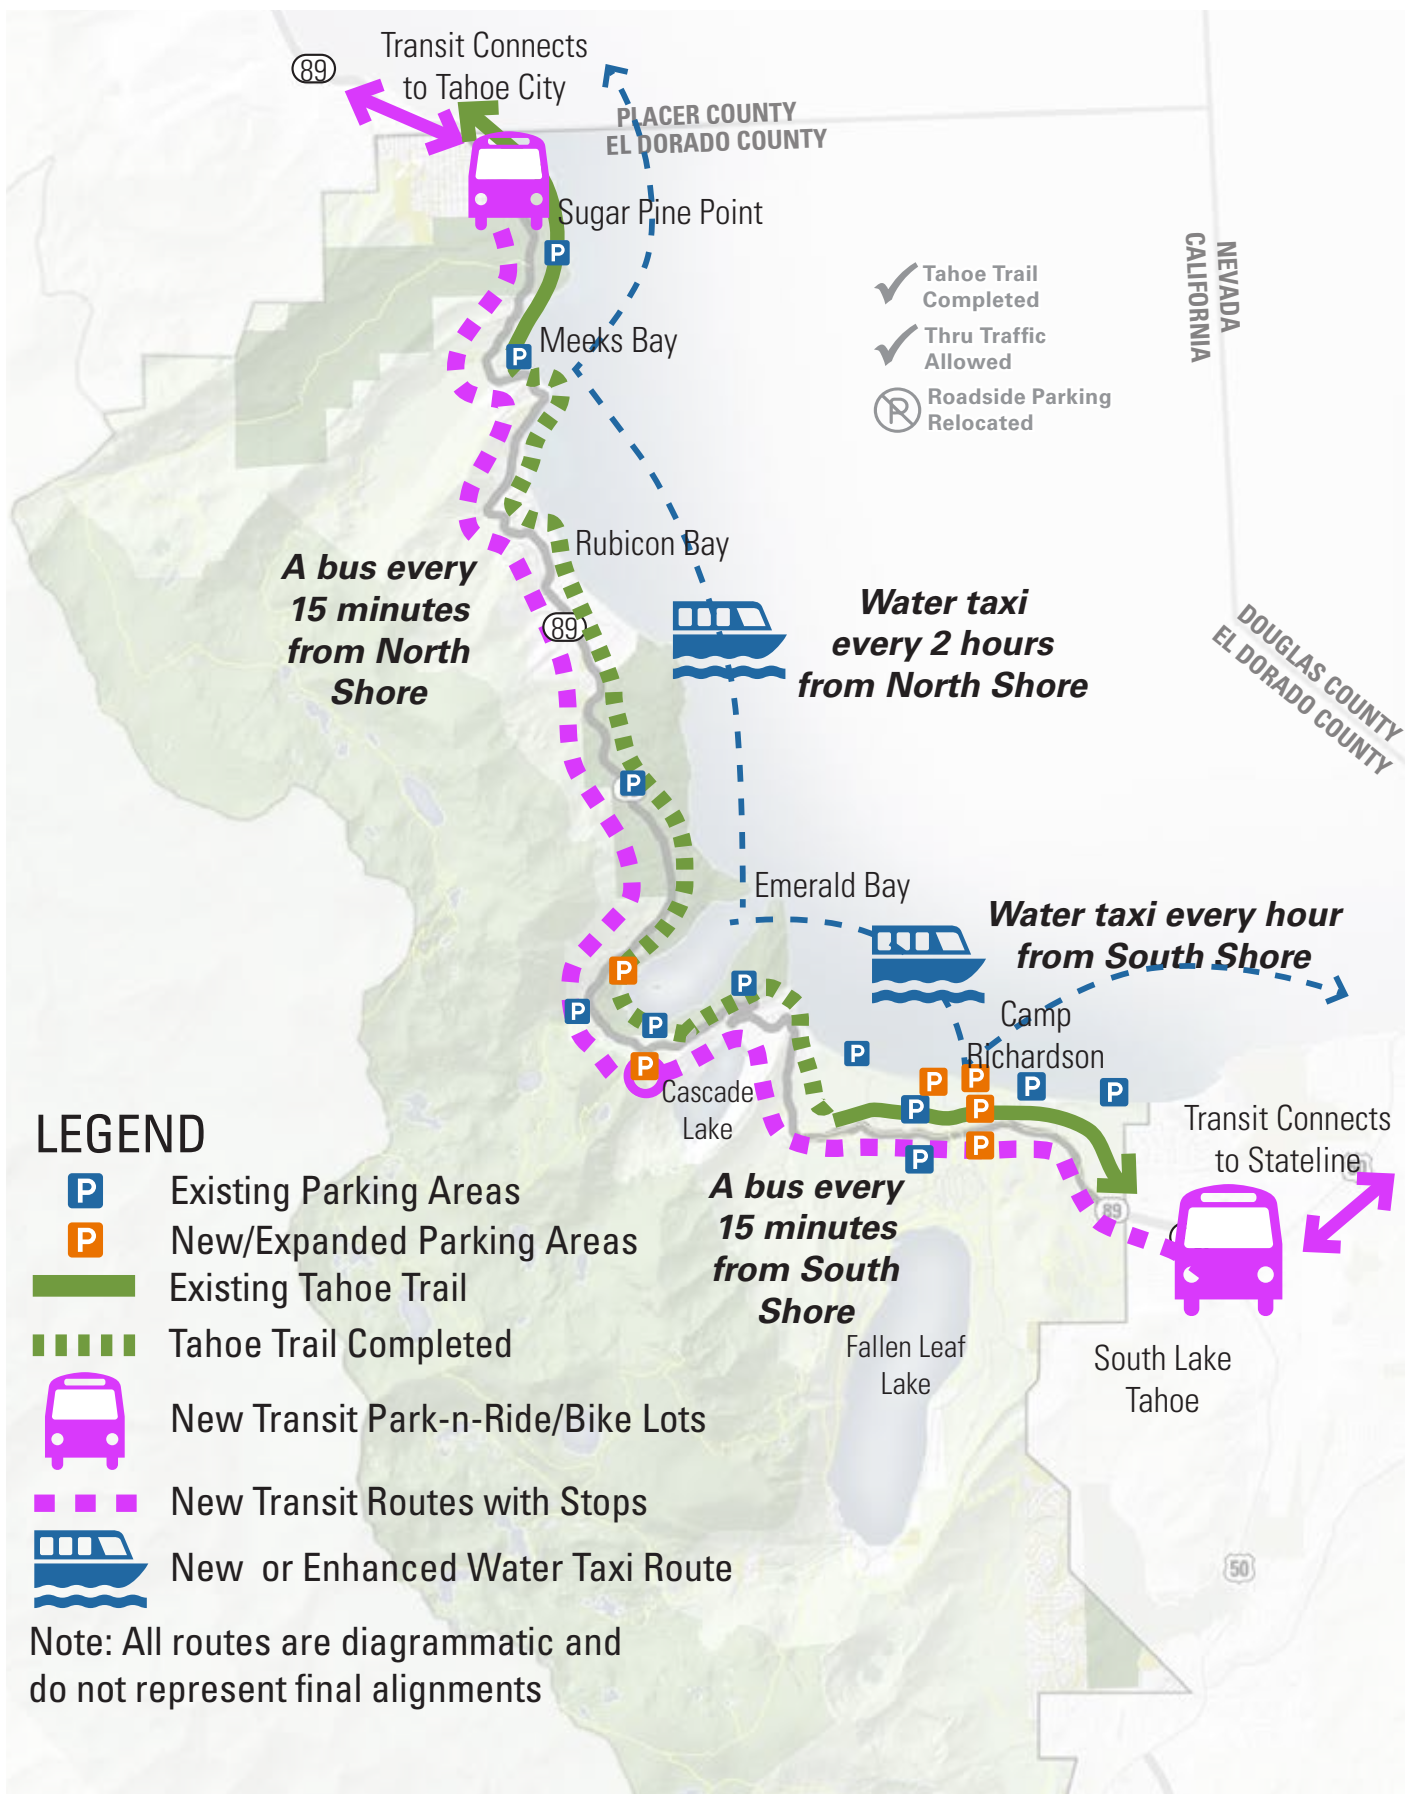 Transit Connects
to Tahoe City
89
PLACER COUNTY
EL DORADO COUNTY
Sugar Pine Point
P
NEVADA
CALIFORNIA
Tahoe Trail
Completed
Thru Traffic
Allowed
P
Roadside Parking
Relocated
Meeks Bay
P
Rubicon Bay
A bus every
15 minutes
from North
Shore
89
Water taxi
every 2 hours
from North Shore
DOUGLAS COUNTY
EL DORADO COUNTY
P
Emerald Bay
Water taxi every hour
from South Shore
P
P
P
P
Camp
Richardson
P
P
P
P
P
P
Cascade
Lake
P
P
P
P
Transit Connects
to Stateline
A bus every
15 minutes
from South
Shore
89
Fallen Leaf
Lake
South Lake
Tahoe
50
LEGEND
P Existing Parking Areas
P New/Expanded Parking Areas
Existing Tahoe Trail
Tahoe Trail Completed
New Transit Park-n-Ride/Bike Lots
New Transit Routes with Stops
New or Enhanced Water Taxi Route
Note: All routes are diagrammatic and
do not represent final alignments